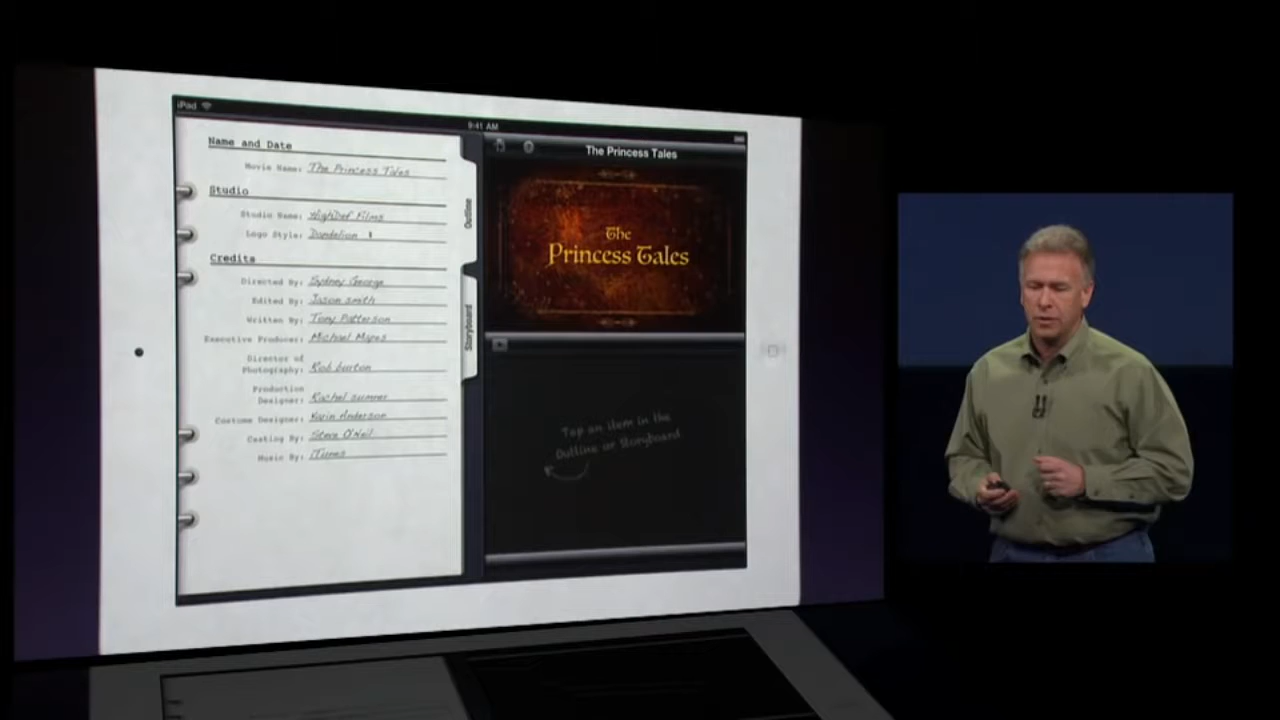 iPad
9:41 AM
Name and Date
Movie Name: The Princess Tales
Studio
Studio Name: HighDef Films
Logo Style: Dandelion
Credits
Directed By: Sydney George
Edited By: Jason smith
Written By: Tony Patterson
Executive Producer: Michael Mapes
Director of
Photography: Rob burton
Production
Designer: Rachel sumner
Costume Designer: Karin Anderson
Casting By: Steve O'Neil
Music By: iTunes
Outline
Storyboard
The Princess Tales
The
Princess Tales
Tap an item in the
Outline or Storyboard